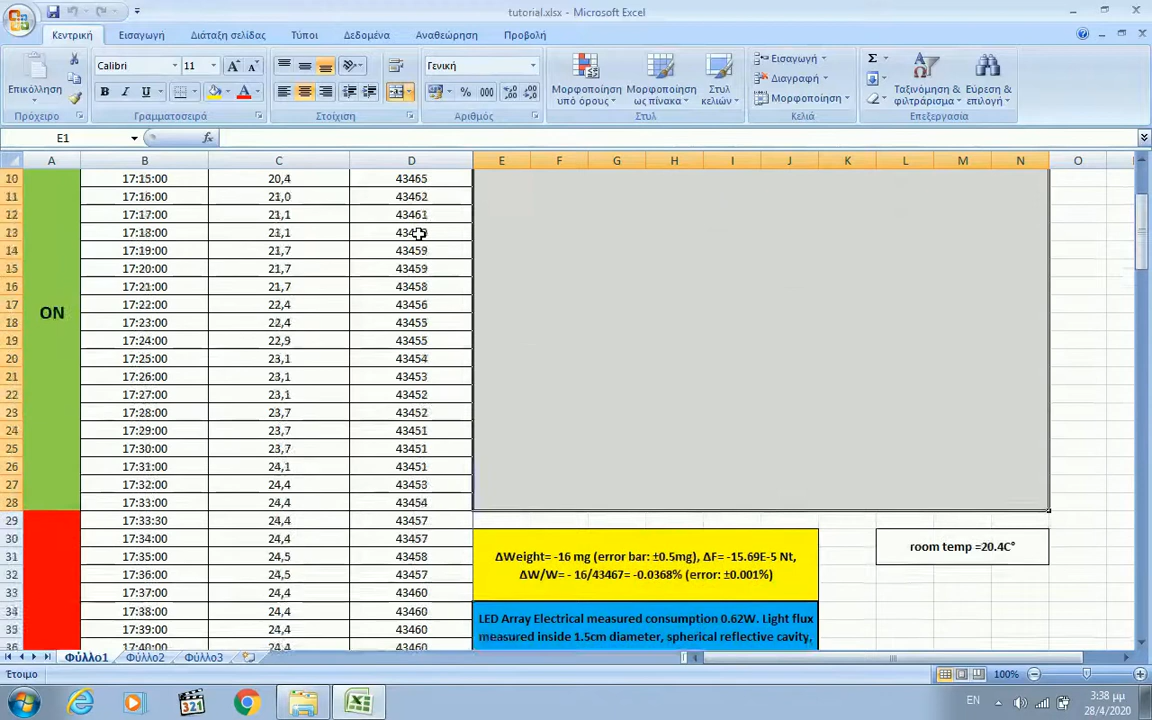 tutorial.xlsx - Microsoft Excel
Κεντρική Εισαγωγή Διάταξη σελίδας Τύποι Δεδομένα Αναθεώρηση Προβολή
Calibri 11 Γενική Εισαγωγή
Επικόλληση Μορφοποίηση υπό όρους Μορφοποίηση ως πίνακα Στυλ κελιών Διαγραφή Ταξινόμηση & φιλτράρισμα Εύρεση & επιλογή
Μορφοποίηση
Πρόχειρο Γραμματοσειρά Στοίχιση Αριθμός Στυλ Κελιά Επεξεργασία
E1 fx
A B C D E F G H I J K L M N O
10 17:15:00 20,4 43465
11 17:16:00 21,0 43462
12 17:17:00 21,1 43461
13 17:18:00 21,1
14 17:19:00 21,7 43459
15 17:20:00 21,7 43459
16 17:21:00 21,7 43458
17 ON 17:22:00 22,4 43456
18 17:23:00 22,4 43455
19 17:24:00 22,9 43455
20 17:25:00 23,1 43454
21 17:26:00 23,1 43453
22 17:27:00 23,1 43452
23 17:28:00 23,7 43452
24 17:29:00 23,7 43451
25 17:30:00 23,7 43451
26 17:31:00 24,1 43451
27 17:32:00 24,4 43453
28 17:33:00 24,4 43454
29 17:33:30 24,4 43457
30 17:34:00 24,4 43457
31 17:35:00 24,5 43458
32 17:36:00 24,5 43457
33 17:37:00 24,4 43460
34 17:38:00 24,4 43460
35 17:39:00 24,4 43460
36 17:40:00 24,4 43460
ΔWeight= -16 mg (error bar: ±0.5mg), ΔF= -15.69E-5 Nt,
ΔW/W= - 16/43467= -0.0368% (error: ±0.001%)
room temp =20.4C°
LED Array Electrical measured consumption 0.62W. Light flux
measured inside 1.5cm diameter, spherical reflective cavity,
Φύλλο1 Φύλλο2 Φύλλο3
Έτοιμο 100%
321 EN 3:38 μμ
28/4/2020